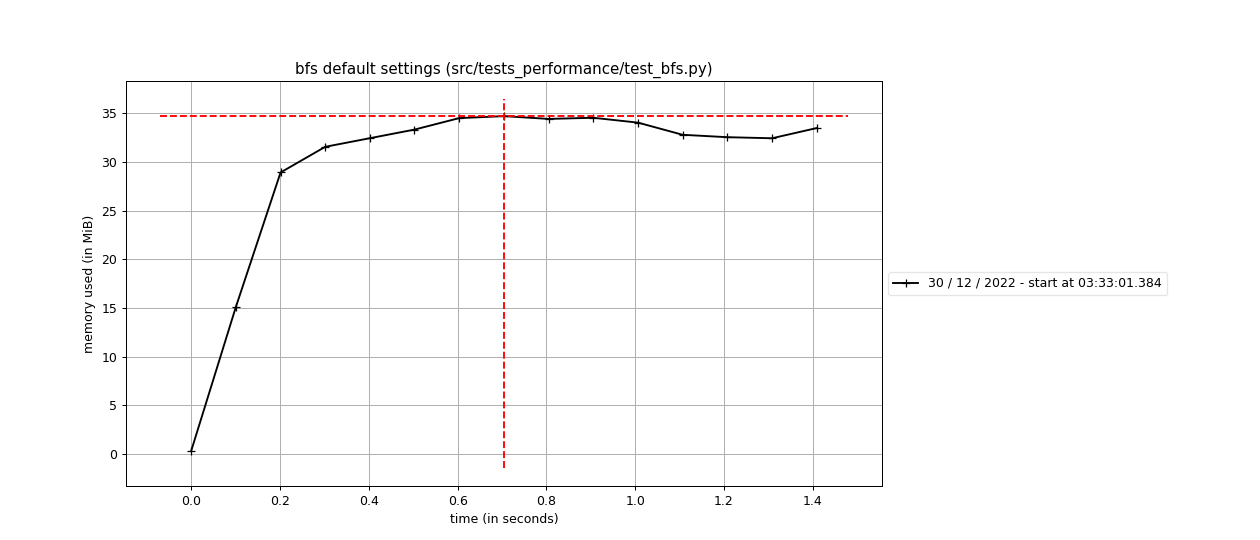 bfs default settings (src/tests_performance/test_bfs.py)
memory used (in MiB)
35
30
25
20
15
10
5
0
0.0 0.2 0.4 0.6 0.8 1.0 1.2 1.4
time (in seconds)
30 / 12 / 2022 - start at 03:33:01.384